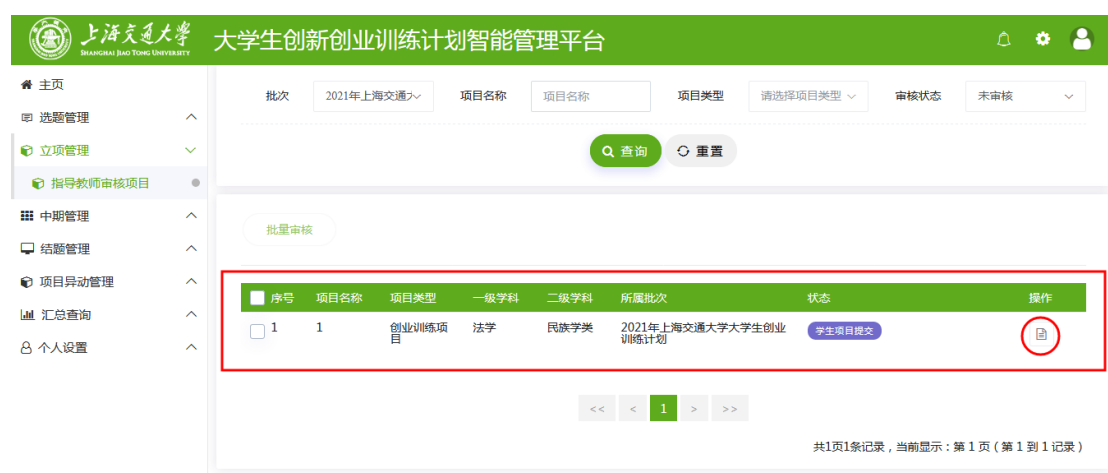 上海交通大学
SHANGHAI JIAO TONG UNIVERSITY
大学生创新创业训练计划智能管理平台
主页
选题管理
立项管理
指导教师审核项目
中期管理
结题管理
项目异动管理
汇总查询
个人设置
批次 2021年上海交通大 项目名称 项目名称 项目类型 请选择项目类型 审核状态 未审核
查询 重置
批量审核
序号 项目名称 项目类型 一级学科 二级学科 所属批次 状态 操作
1 1 创业训练项目 法学 民族学类 2021年上海交通大学大学生创业训练计划 学生项目提交
<< < 1 > >>
共1页1条记录，当前显示：第 1 页 ( 第 1 到 1 记录 )